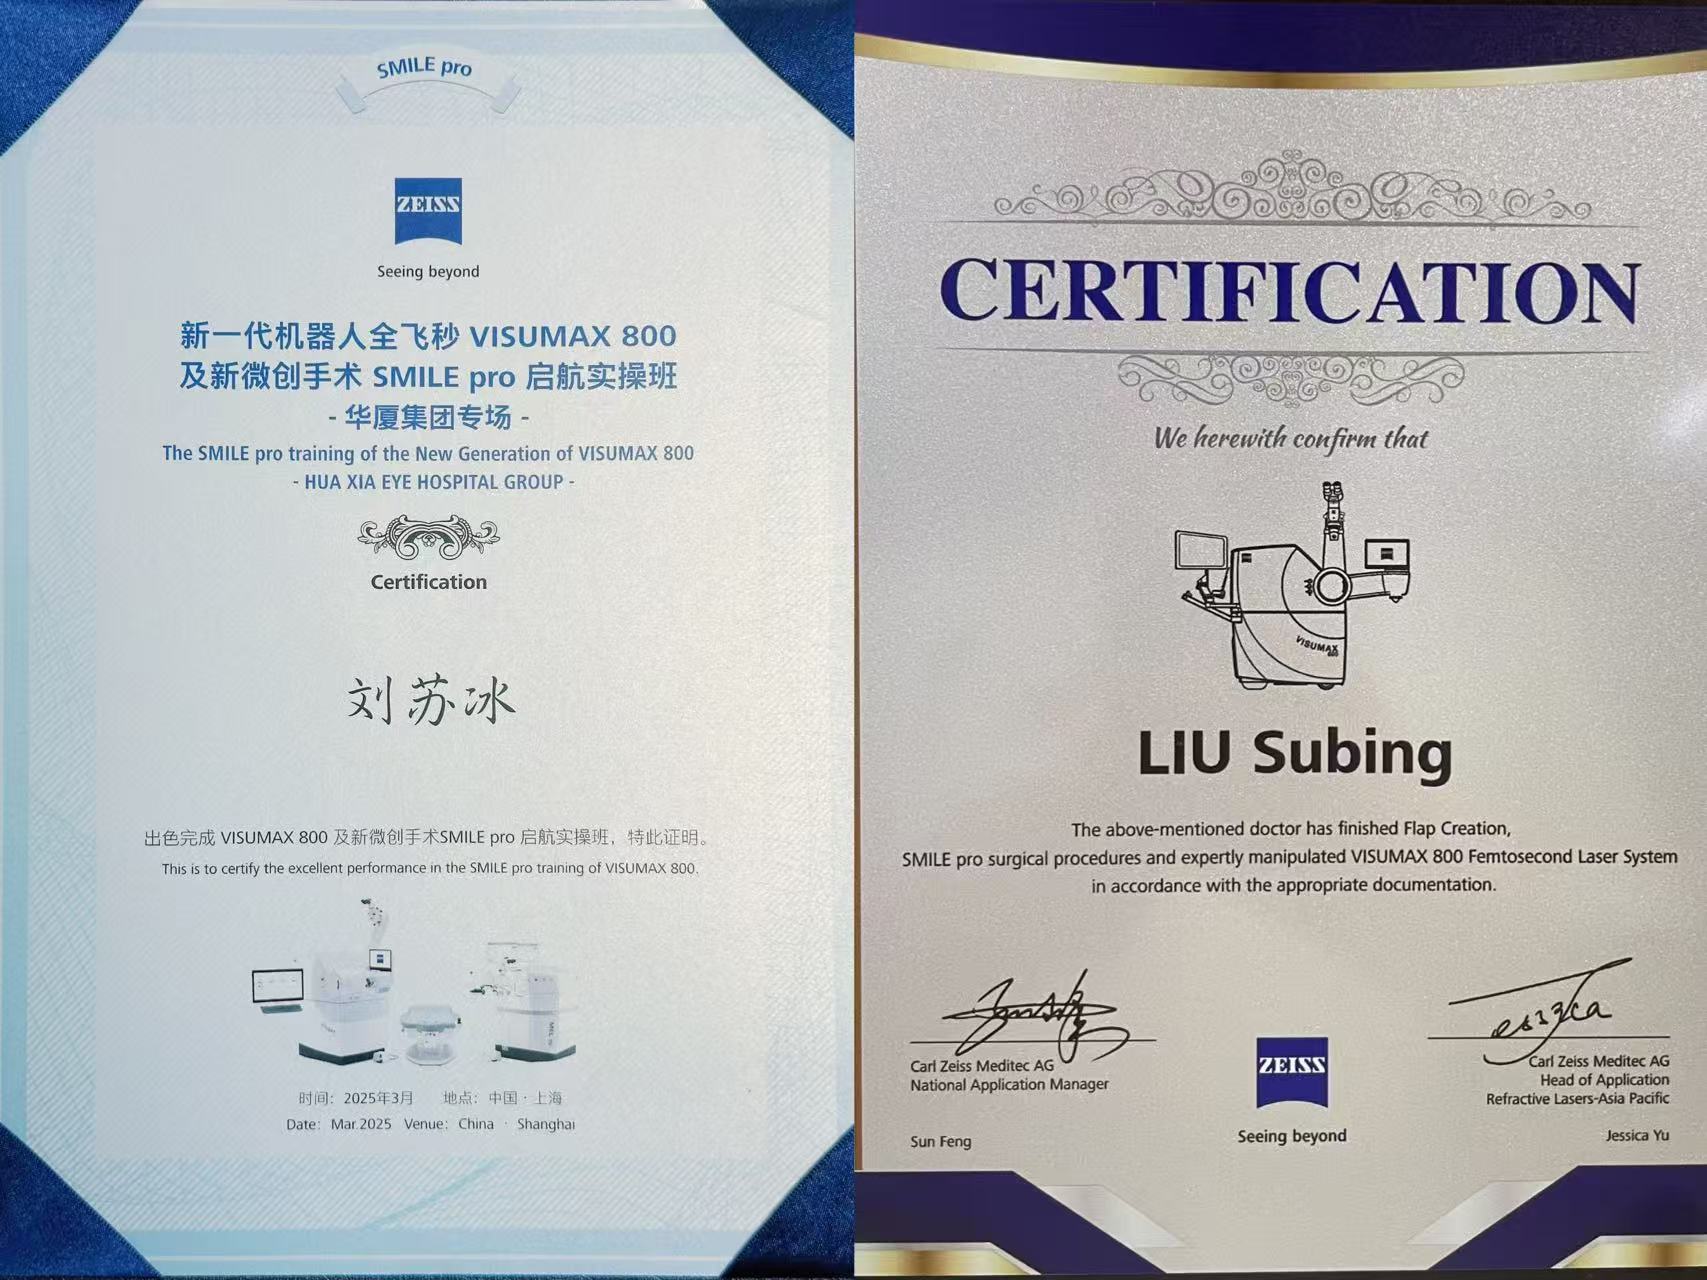 SMILE pro
ZEISS
Seeing beyond
新一代机器人全飞秒 VISUMAX 800
及新微创手术 SMILE pro 启航实操班
- 华厦集团专场 -
The SMILE pro training of the New Generation of VISUMAX 800
- HUA XIA EYE HOSPITAL GROUP -
Certification
刘苏冰
出色完成 VISUMAX 800 及新微创手术SMILE pro 启航实操班，特此证明。
This is to certify the excellent performance in the SMILE pro training of VISUMAX 800.
时间：2025年3月 地点：中国 · 上海
Date: Mar.2025 Venue: China · Shanghai
CERTIFICATION
We herewith confirm that
VISUMAX
800
LIU Subing
The above-mentioned doctor has finished Flap Creation,
SMILE pro surgical procedures and expertly manipulated VISUMAX 800 Femtosecond Laser System
in accordance with the appropriate documentation.
Jessica
Carl Zeiss Meditec AG
National Application Manager
Sun Feng
ZEISS
Seeing beyond
Carl Zeiss Meditec AG
Head of Application
Refractive Lasers-Asia Pacific
Jessica Yu